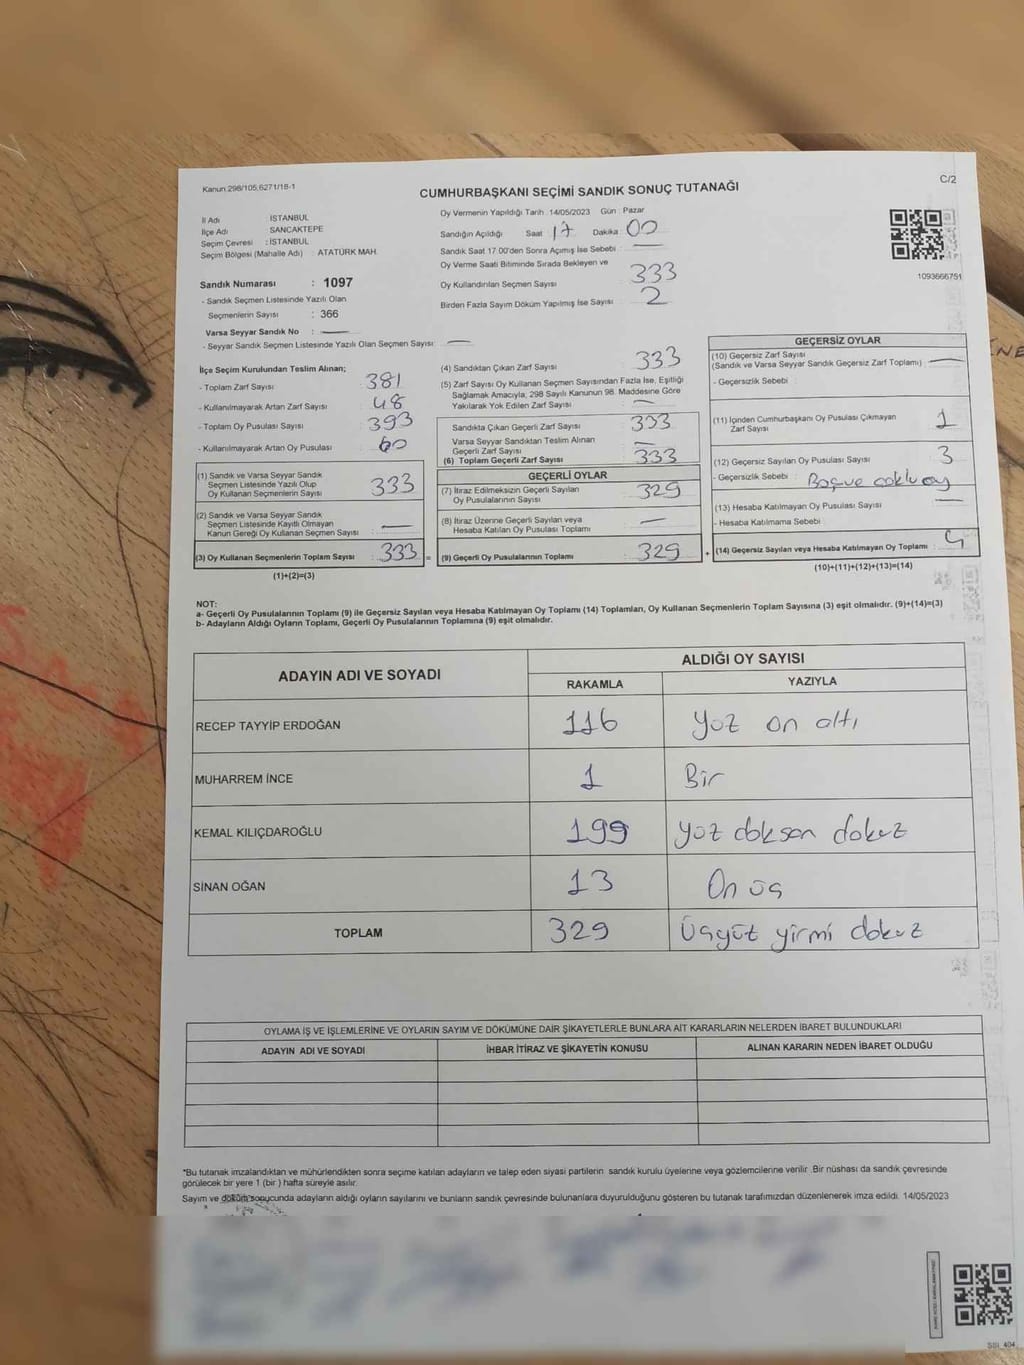 Kanun 298/105,6271/18-1
C/2
CUMHURBAŞKANI SEÇİMİ SANDIK SONUÇ TUTANAĞI
İl Adı : İSTANBUL
İlçe Adı : SANCAKTEPE
Seçim Çevresi : İSTANBUL
Seçim Bölgesi (Mahalle Adı) : ATATÜRK MAH.
Sandık Numarası : 1097
- Sandık Seçmen Listesinde Yazılı Olan
Seçmenlerin Sayısı : 366
Varsa Seyyar Sandık No :
- Seyyar Sandık Seçmen Listesinde Yazılı Olan Seçmen Sayısı:
Oy Vermenin Yapıldığı Tarih 14/05/2023 Gün Pazar
Sandığın Açıldığı Saat 17 Dakika 00
Sandık Saat 17.00'den Sonra Açımış İse Sebebi :
Oy Verme Saati Bitiminde Sırada Bekleyen ve
Oy Kullandırılan Seçmen Sayısı : 333
Birden Fazla Sayım Döküm Yapılmış İse Sayısı : 2
1093666751
İlçe Seçim Kurulundan Teslim Alınan;
- Toplam Zarf Sayısı : 381
- Kullanılmayarak Artan Zarf Sayısı : 48
- Toplam Oy Pusulası Sayısı : 393
- Kullanılmayarak Artan Oy Pusulası : 60
(1) Sandık ve Varsa Seyyar Sandık
Seçmen Listesinde Yazılı Olup
Oy Kullanan Seçmenlerin Sayısı : 333
(2) Sandık ve Varsa Seyyar Sandık
Seçmen Listesinde Kayıtlı Olmayan
Kanun Gereği Oy Kullanan Seçmen Sayısı :
(3) Oy Kullanan Seçmenlerin Toplam Sayısı : 333 =
(1)+(2)=(3)
(4) Sandıktan Çıkan Zarf Sayısı : 333
(5) Zarf Sayısı Oy Kullanan Seçmen Sayısından Fazla İse, Eşitliği
Sağlamak Amacıyla; 298 Sayılı Kanunun 98. Maddesine Göre
Yakılarak Yok Edilen Zarf Sayısı :
Sandıkta Çıkan Geçerli Zarf Sayısı : 333
Varsa Seyyar Sandıktan Teslim Alınan
Geçerli Zarf Sayısı :
(6) Toplam Geçerli Zarf Sayısı : 333
GEÇERLİ OYLAR
(7) İtiraz Edilmeksizin Geçerli Sayılan
Oy Pusulalarının Sayısı : 329
(8) İtiraz Üzerine Geçerli Sayılan veya
Hesaba Katılan Oy Pusulası Toplamı :
(9) Geçerli Oy Pusulalarının Toplamı : 329 +
GEÇERSİZ OYLAR
(10) Geçersiz Zarf Sayısı
(Sandık ve Varsa Seyyar Sandık Geçersiz Zarf Toplamı) :
- Geçersizlik Sebebi :
(11) İçinden Cumhurbaşkanı Oy Pusulası Çıkmayan
Zarf Sayısı : 1
(12) Geçersiz Sayılan Oy Pusulası Sayısı : 3
- Geçersizlik Sebebi : Boş ve çoklu oy
(13) Hesaba Katılmayan Oy Pusulası Sayısı :
- Hesaba Katılmama Sebebi :
(14) Geçersiz Sayılan veya Hesaba Katılmayan Oy Toplamı : 4
(10)+(11)+(12)+(13)=(14)
NOT:
a- Geçerli Oy Pusulalarının Toplamı (9) ile Geçersiz Sayılan veya Hesaba Katılmayan Oy Toplamı (14) Toplamları, Oy Kullanan Seçmenlerin Toplam Sayısına (3) eşit olmalıdır. (9)+(14)=(3)
b- Adayların Aldığı Oyların Toplamı, Geçerli Oy Pusulalarının Toplamına (9) eşit olmalıdır.
ADAYIN ADI VE SOYADI ALDIĞI OY SAYISI
RAKAMLA YAZIYLA
RECEP TAYYİP ERDOĞAN 116 yüz on altı
MUHARREM İNCE 1 Bir
KEMAL KILIÇDAROĞLU 199 yüz doksan dokuz
SİNAN OĞAN 13 On üç
TOPLAM 329 Üçyüz yirmi dokuz
OYLAMA İŞ VE İŞLEMLERİNE VE OYLARIN SAYIM VE DÖKÜMÜNE DAİR ŞİKAYETLERLE BUNLARA AİT KARARLARIN NELERDEN İBARET BULUNDUKLARI
ADAYIN ADI VE SOYADI İHBAR İTİRAZ VE ŞİKAYETİN KONUSU ALINAN KARARIN NEDEN İBARET OLDUĞU
*Bu tutanak imzalandıktan ve mühürlendikten sonra seçime katılan adayların ve talep eden siyasi partilerin sandık kurulu üyelerine veya gözlemcilerine verilir. Bir nüshası da sandık çevresinde
görülecek bir yere 1 (bir) hafta süreyle asılır.
Sayım ve döküm sonucunda adayların aldığı oyların sayılarını ve bunların sandık çevresinde bulunanlara duyurulduğunu gösteren bu tutanak tarafımızdan düzenlenerek imza edildi. 14/05/2023